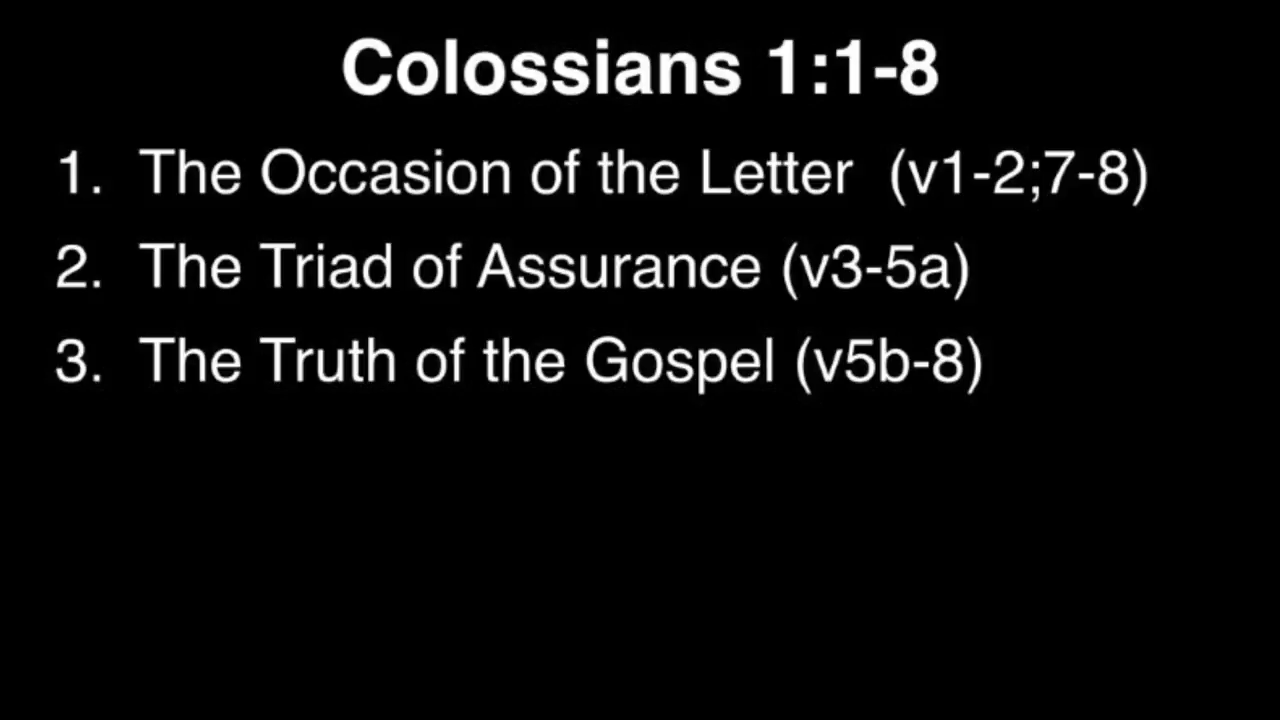 Colossians 1:1-8
1. The Occasion of the Letter (v1-2;7-8)
2. The Triad of Assurance (v3-5a)
3. The Truth of the Gospel (v5b-8)